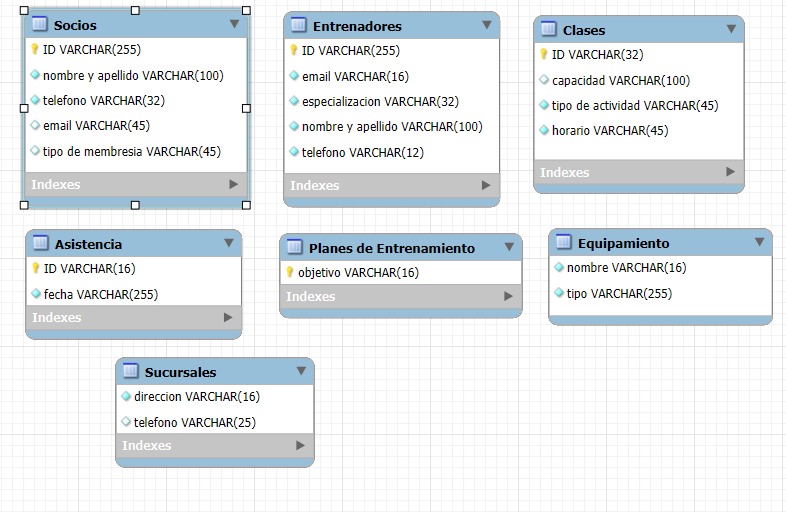 Socios
ID VARCHAR(255)
nombre y apellido VARCHAR(100)
telefono VARCHAR(32)
email VARCHAR(45)
tipo de membresia VARCHAR(45)
Indexes
Entrenadores
ID VARCHAR(255)
email VARCHAR(16)
especializacion VARCHAR(32)
nombre y apellido VARCHAR(100)
telefono VARCHAR(12)
Indexes
Clases
ID VARCHAR(32)
capacidad VARCHAR(100)
tipo de actividad VARCHAR(45)
horario VARCHAR(45)
Indexes
Asistencia
ID VARCHAR(16)
fecha VARCHAR(255)
Indexes
Planes de Entrenamiento
objetivo VARCHAR(16)
Indexes
Equipamiento
nombre VARCHAR(16)
tipo VARCHAR(255)
Sucursales
direccion VARCHAR(16)
telefono VARCHAR(25)
Indexes